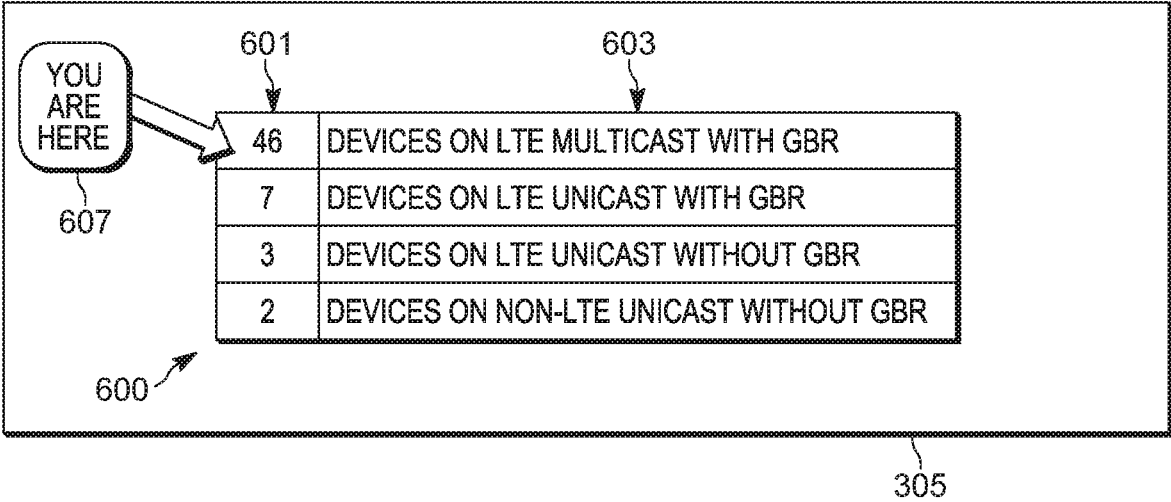 601
603
YOU
ARE
HERE
46 DEVICES ON LTE MULTICAST WITH GBR
7 DEVICES ON LTE UNICAST WITH GBR
607
3 DEVICES ON LTE UNICAST WITHOUT GBR
2 DEVICES ON NON-LTE UNICAST WITHOUT GBR
600
305